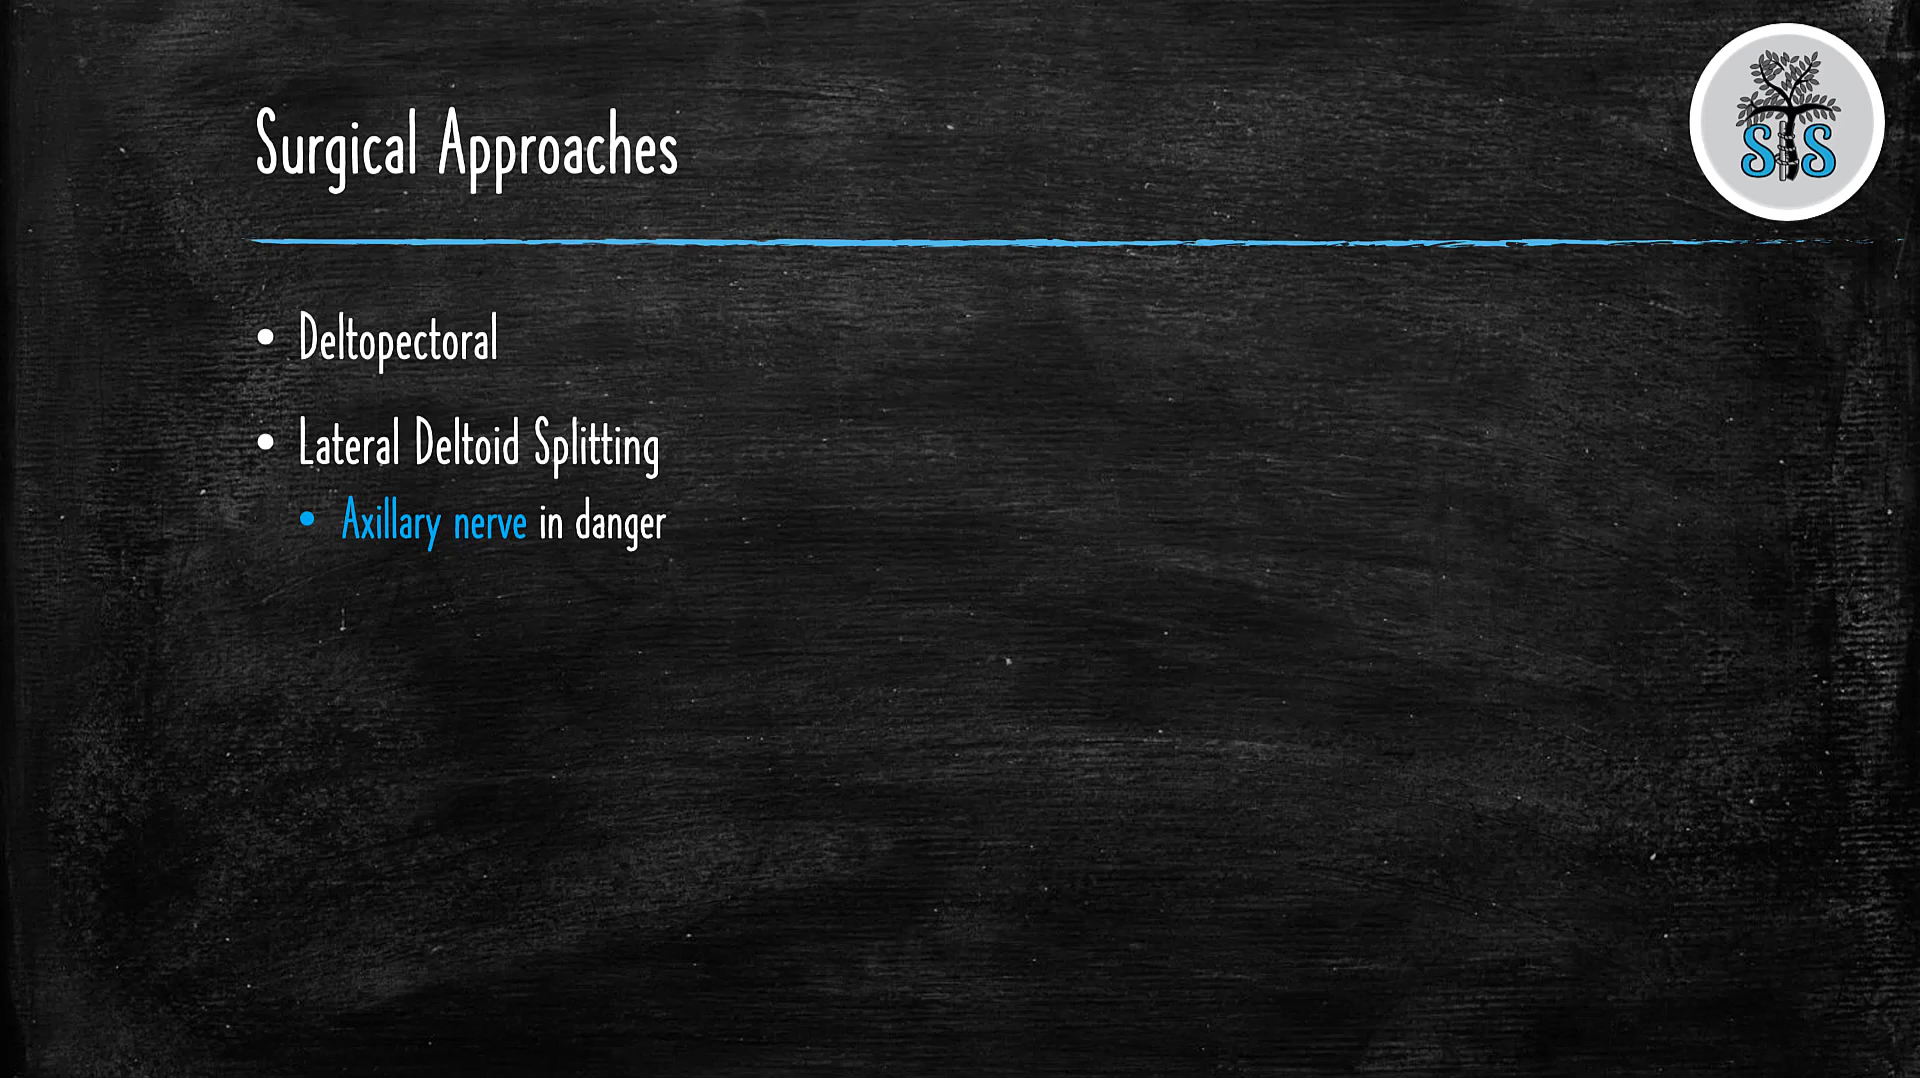 Surgical Approaches
SIS
• Deltopectoral
• Lateral Deltoid Splitting
• Axillary nerve in danger